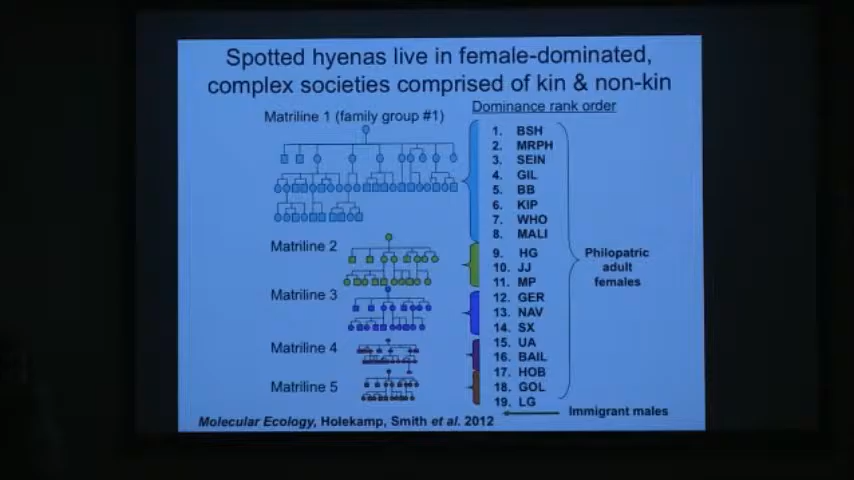 Spotted hyenas live in female-dominated,
complex societies comprised of kin & non-kin
Dominance rank order
Matriline 1 (family group #1)
1. BSH
2. MRPH
3. SEIN
4. GIL
5. BB
6. KIP
7. WHO
8. MALI
Matriline 2
9. HG
10. JJ
11. MP
Philopatric
adult
females
Matriline 3
12. GER
13. NAV
14. SX
Matriline 4
15. UA
16. BAIL
17. HOB
Matriline 5
18. GOL
19. LG
Immigrant males
Molecular Ecology, Holekamp, Smith et al. 2012